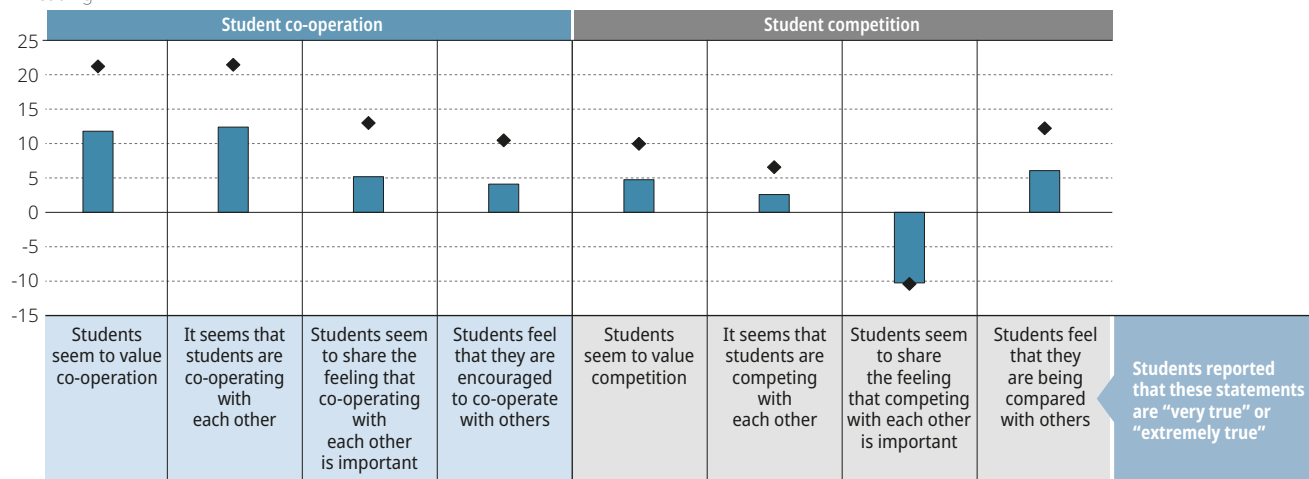 Student co-operation
Student competition
25
20
15
10
5
0
-5
-10
-15
Students
seem to value
co-operation
It seems that
students are
co-operating
with
each other
Students seem
to share the
feeling that
co-operating
with
each other
is important
Students feel
that they are
encouraged
to co-operate
with others
Students
seem to value
competition
It seems that
students are
competing
with
each other
Students seem
to share
the feeling
that competing
with each other
is important
Students feel
that they
are being
compared
with others
Students reported
that these statements
are “very true” or
“extremely true”